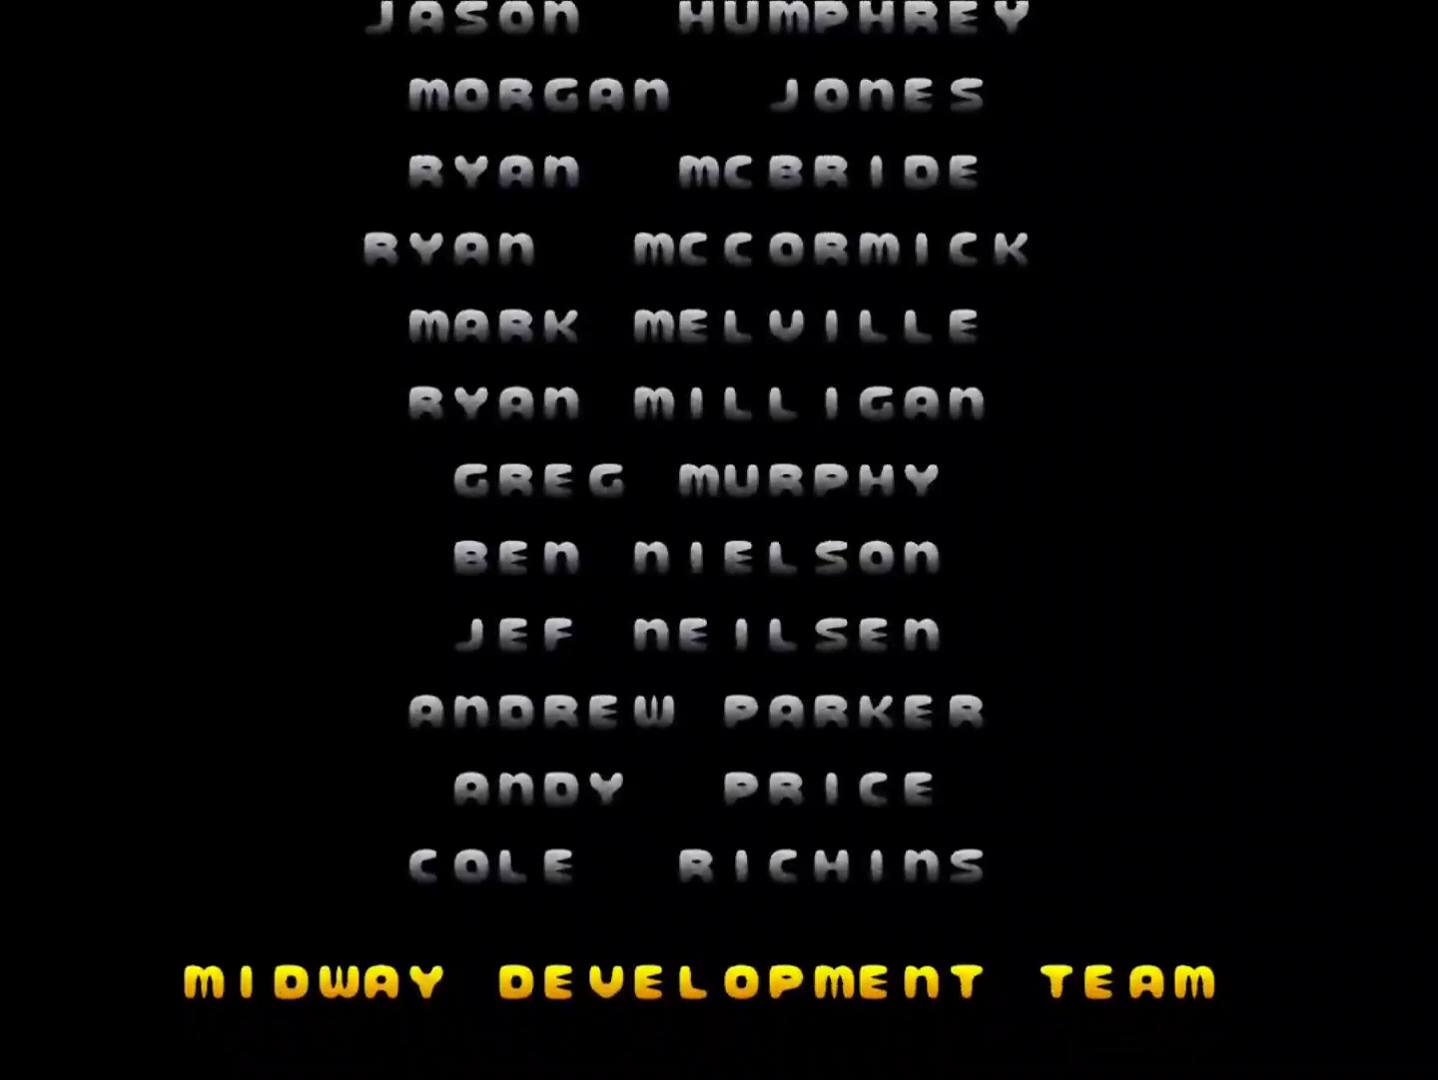 JASON HUMPHREY
MORGAN JONES
RYAN MCBRIDE
RYAN MCCORMICK
MARK MELVILLE
RYAN MILLIGAN
GREG MURPHY
BEN NIELSON
JEF NEILSEN
ANDREW PARKER
ANDY PRICE
COLE RICHINS
MIDWAY DEVELOPMENT TEAM